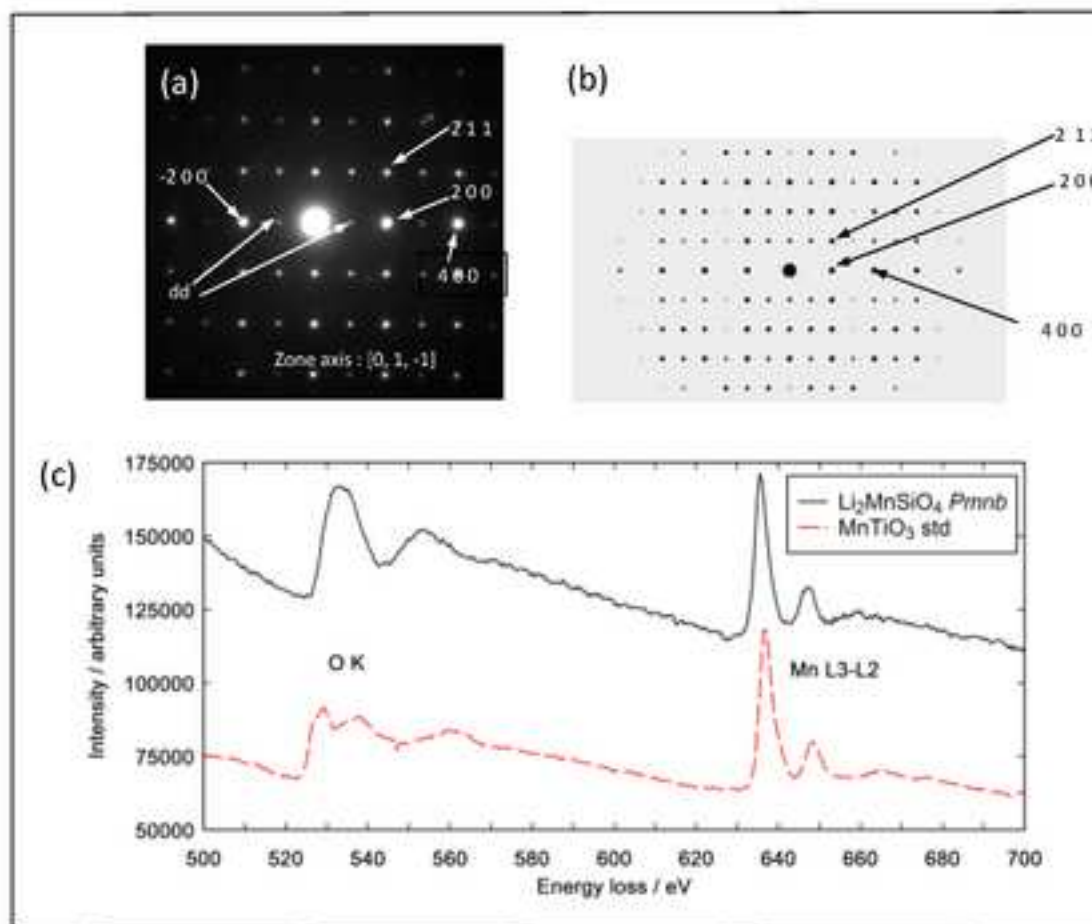 (a)
2 1 1
-2 0 0
2 0 0
4 0 0
dd
Zone axis : [0, 1, -1]
(b)
2 1
2 0
4 0 0
(c)
175000
150000
125000
100000
75000
50000
Intensity / arbitrary units
Li₂MnSiO₄ Pmnb
MnTiO₃ std
O K
Mn L3-L2
500 520 540 560 580 600 620 640 660 680 700
Energy loss / eV